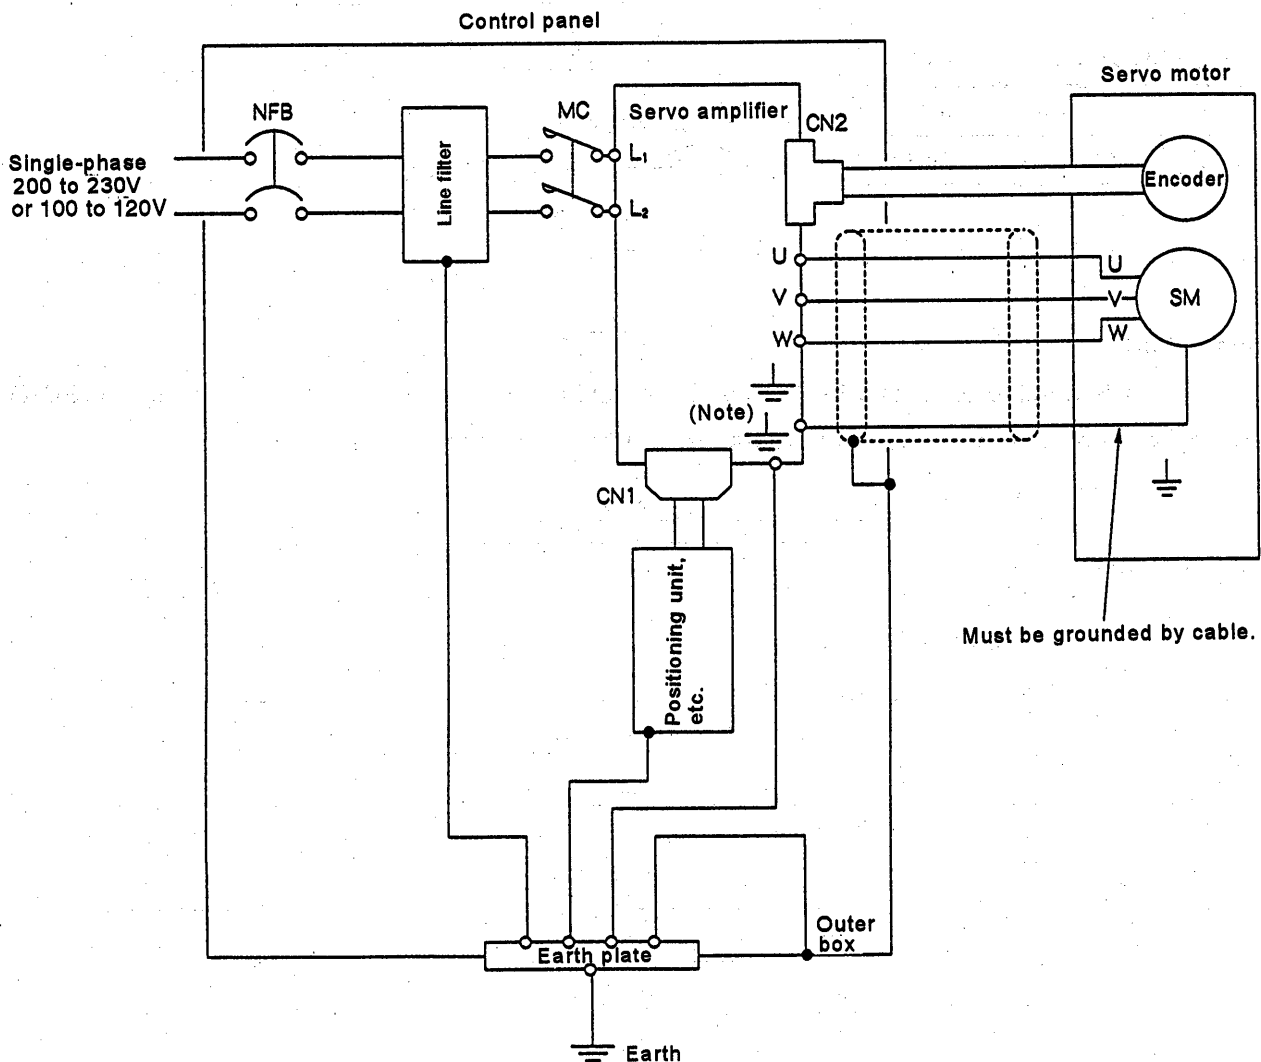 Control panel
Servo motor
NFB
MC
Servo amplifier
CN2
Single-phase
200 to 230V
or 100 to 120V
Line filter
L1
L2
Encoder
U
V
W
U
V
W
SM
(Note)
CN1
Positioning unit,
etc.
Must be grounded by cable.
Outer
box
Earth plate
Earth